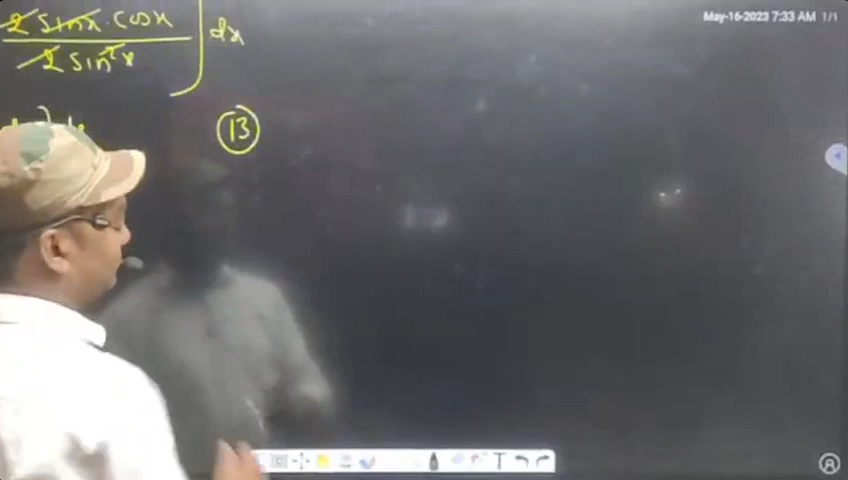 May-16-2023 7:33 AM 1/1
2 sinx · cosx
2 sin²x
dx
13
T